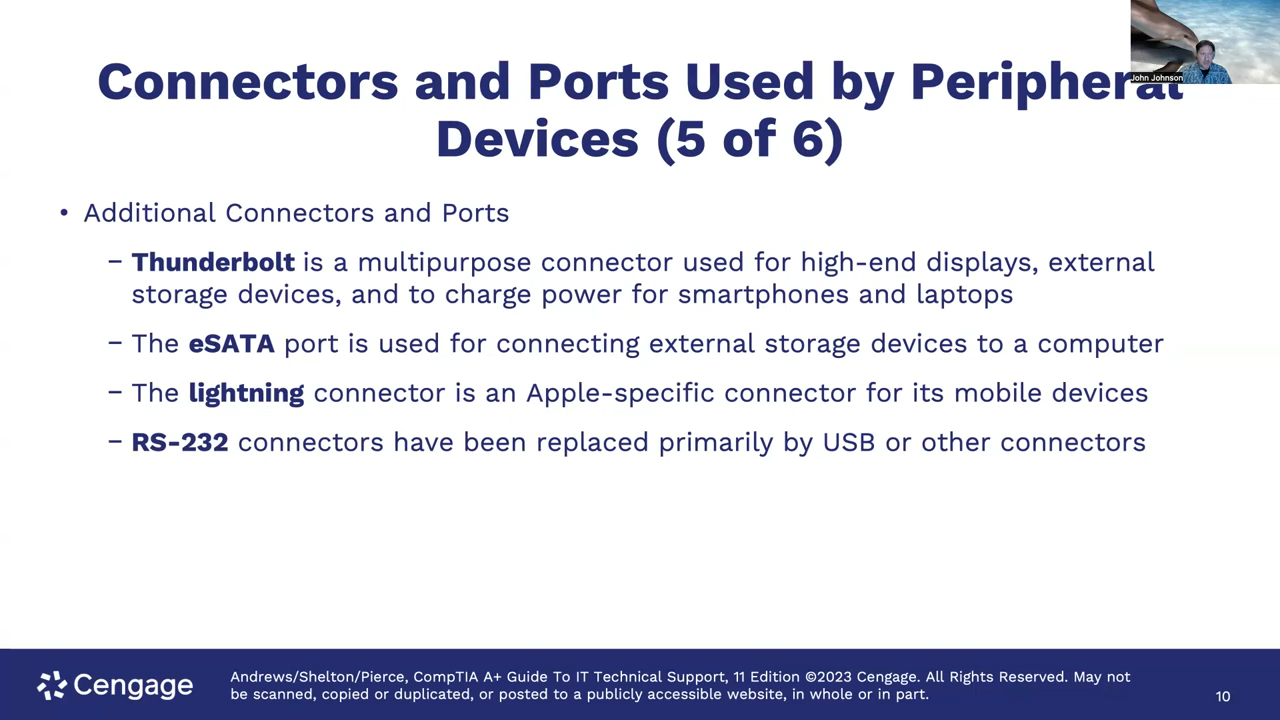 Connectors and Ports Used by Peripheral
Devices (5 of 6)
John Johnson
• Additional Connectors and Ports
– Thunderbolt is a multipurpose connector used for high-end displays, external
storage devices, and to charge power for smartphones and laptops
– The eSATA port is used for connecting external storage devices to a computer
– The lightning connector is an Apple-specific connector for its mobile devices
– RS-232 connectors have been replaced primarily by USB or other connectors
Cengage
Andrews/Shelton/Pierce, CompTIA A+ Guide To IT Technical Support, 11 Edition ©2023 Cengage. All Rights Reserved. May not
be scanned, copied or duplicated, or posted to a publicly accessible website, in whole or in part.
10